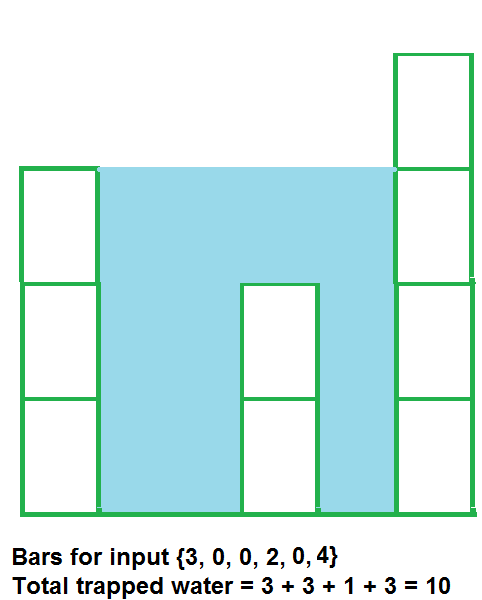 Bars for input {3, 0, 0, 2, 0, 4}
Total trapped water = 3 + 3 + 1 + 3 = 10